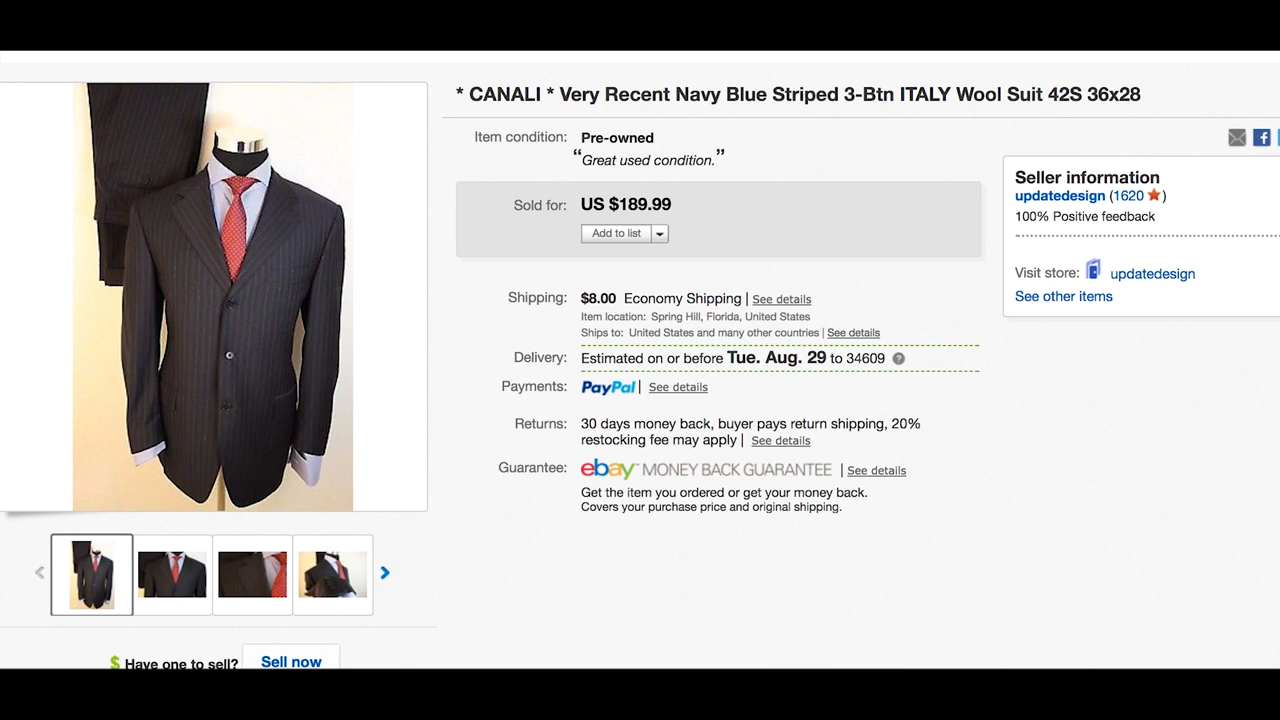 * CANALI * Very Recent Navy Blue Striped 3-Btn ITALY Wool Suit 42S 36x28
Item condition: Pre-owned
“Great used condition.”
Sold for: US $189.99
Add to list
Shipping: $8.00 Economy Shipping | See details
Item location: Spring Hill, Florida, United States
Ships to: United States and many other countries | See details
Delivery: Estimated on or before Tue. Aug. 29 to 34609 ?
Payments: PayPal | See details
Returns: 30 days money back, buyer pays return shipping, 20%
restocking fee may apply | See details
Guarantee: ebay MONEY BACK GUARANTEE | See details
Get the item you ordered or get your money back.
Covers your purchase price and original shipping.
Seller information
updatedesign (1620 ★)
100% Positive feedback
Visit store: updatedesign
See other items
$ Have one to sell? Sell now